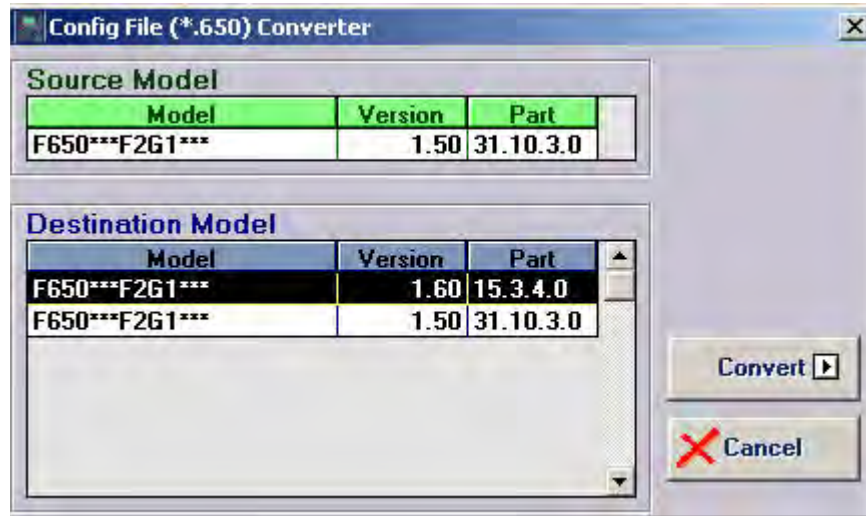 Config File (*.650) Converter
Source Model
Model Version Part
F650***F2G1*** 1.50 31.10.3.0
Destination Model
Model Version Part
F650***F2G1*** 1.60 15.3.4.0
F650***F2G1*** 1.50 31.10.3.0
Convert
Cancel